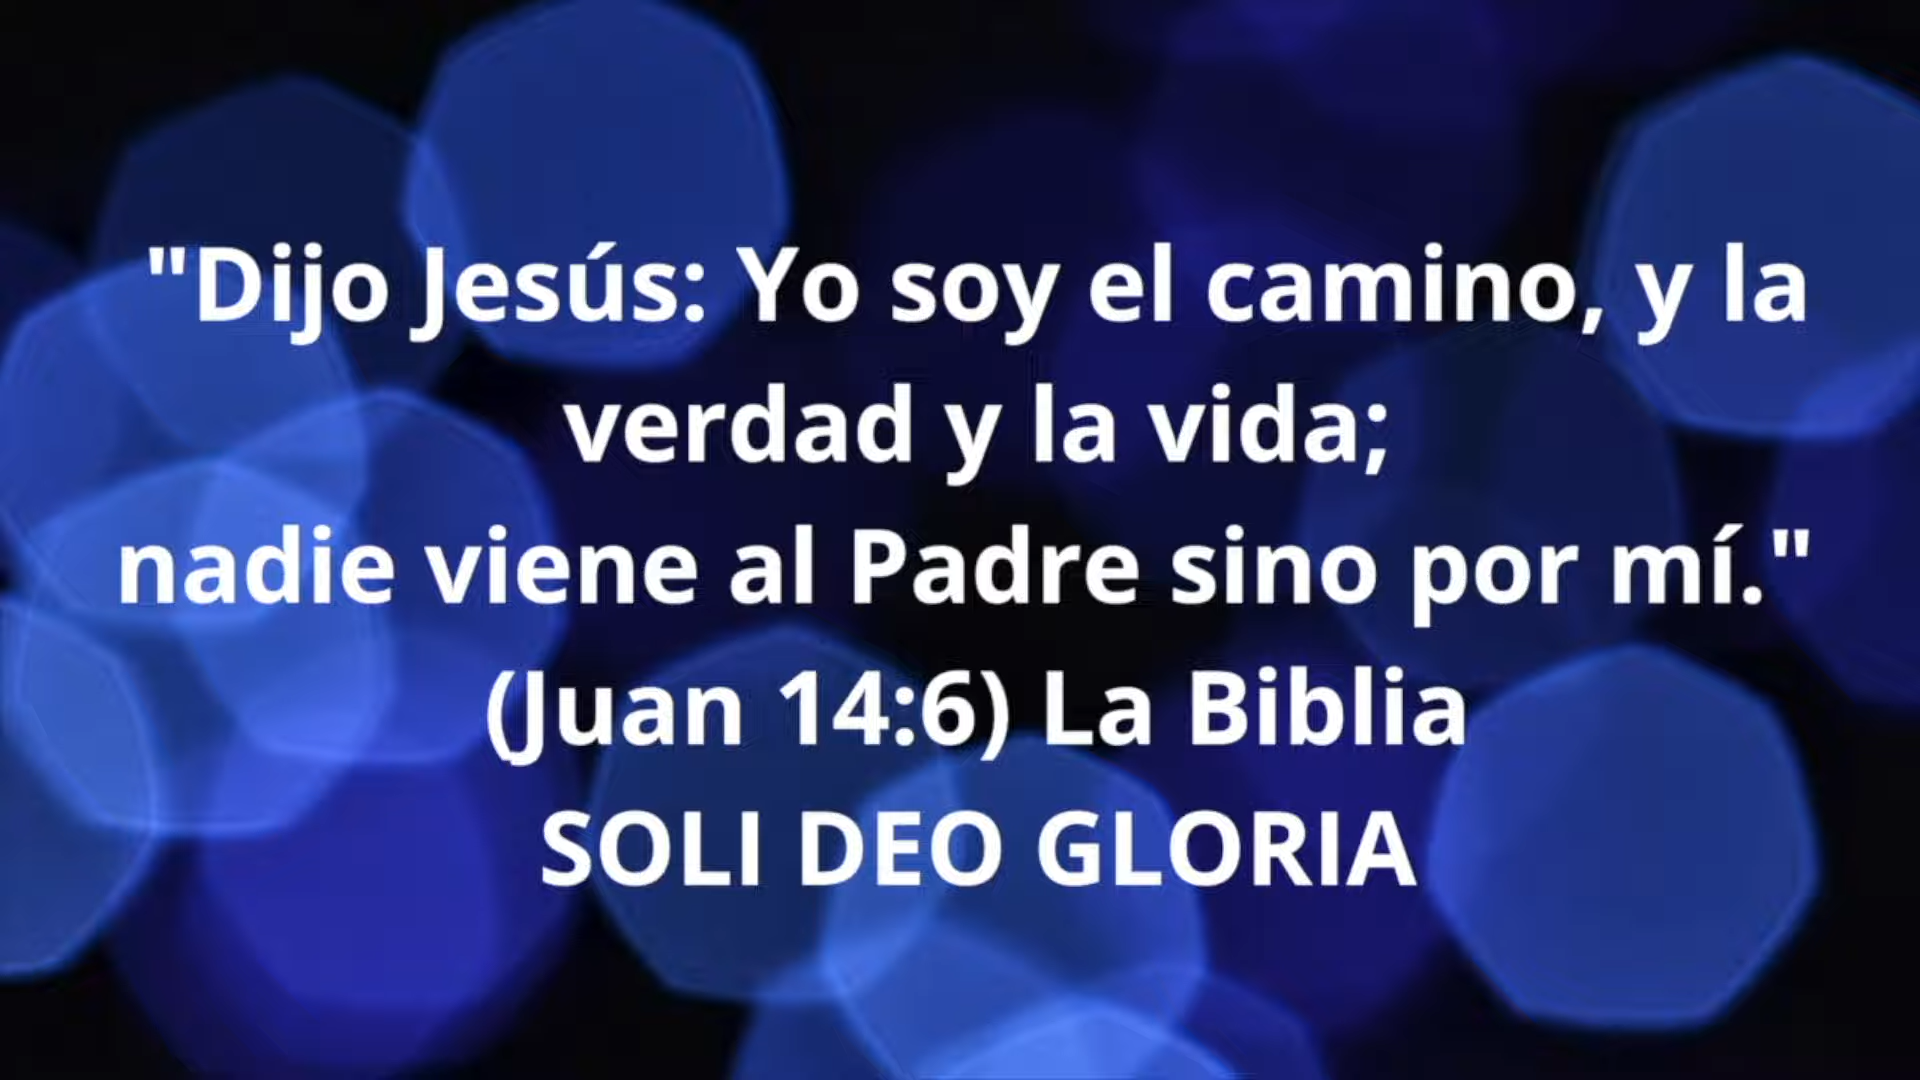 "Dijo Jesús: Yo soy el camino, y la
verdad y la vida;
nadie viene al Padre sino por mí."
(Juan 14:6) La Biblia
SOLI DEO GLORIA